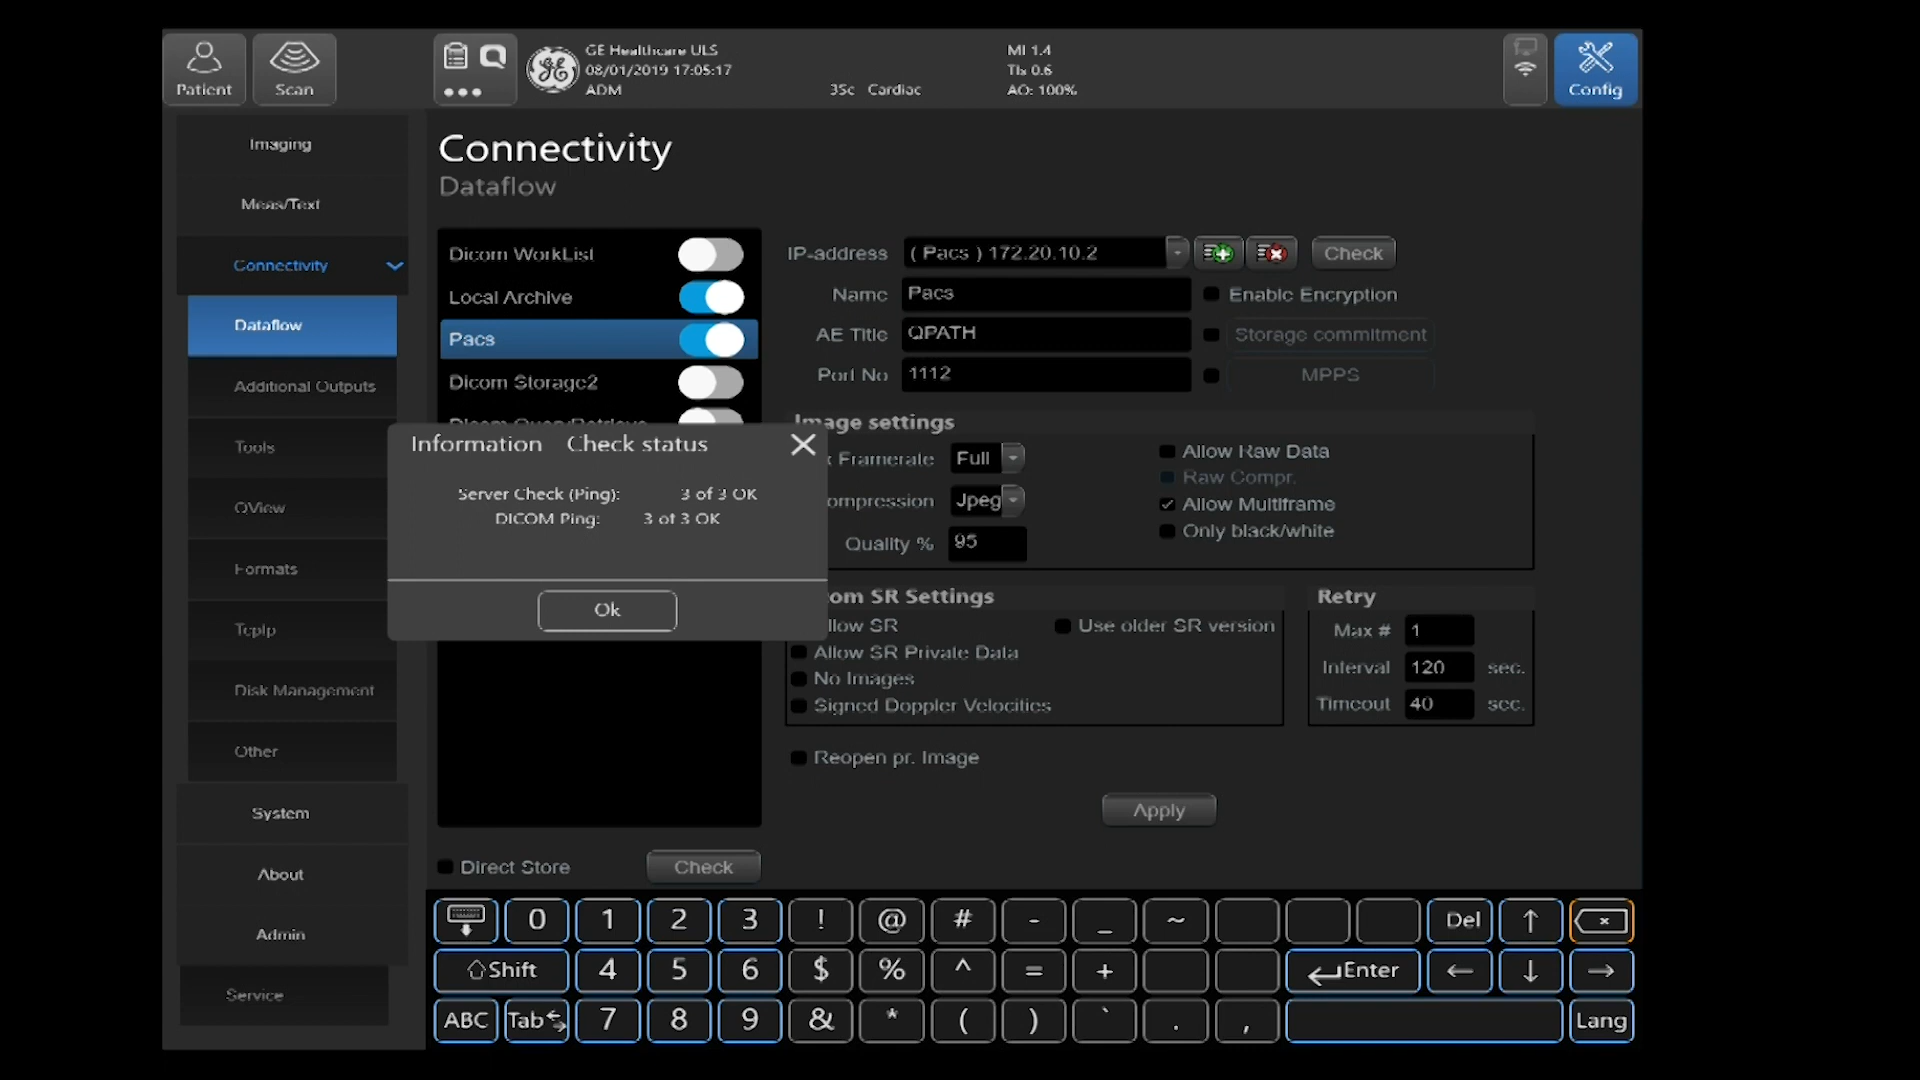 Patient
Scan
GE Healthcare ULS
08/01/2019 17:05:17
ADM
3Sc Cardiac
MI 1.4
TIs 0.6
AO: 100%
Config
Imaging
Meas/Text
Connectivity
Dataflow
Additional Outputs
Tools
QView
Formats
TcpIp
Disk Management
Other
System
About
Admin
Service
Connectivity
Dataflow
Dicom WorkList
Local Archive
Pacs
Dicom Storage2
Dicom Query/Retrieve
Direct Store
Check
IP-address ( Pacs ) 172.20.10.2 Check
Name Pacs Enable Encryption
AE Title QPATH Storage commitment
Port No 1112 MPPS
Image settings
x Framerate Full
ompression Jpeg
Quality % 95
Allow Raw Data
Raw Compr.
Allow Multiframe
Only black/white
Information Check status
Server Check (Ping): 3 of 3 OK
DICOM Ping: 3 of 3 OK
Ok
om SR Settings
llow SR Use older SR version
Allow SR Private Data
No Images
Signed Doppler Velocities
Retry
Max # 1
Interval 120 sec.
Timeout 40 sec.
Reopen pr. Image
Apply
0 1 2 3 ! @ # - _ ~ Del ↑ ×
Shift 4 5 6 $ % ^ = + Enter ← ↓ →
ABC Tab 7 8 9 & * ( ) ` . , Lang